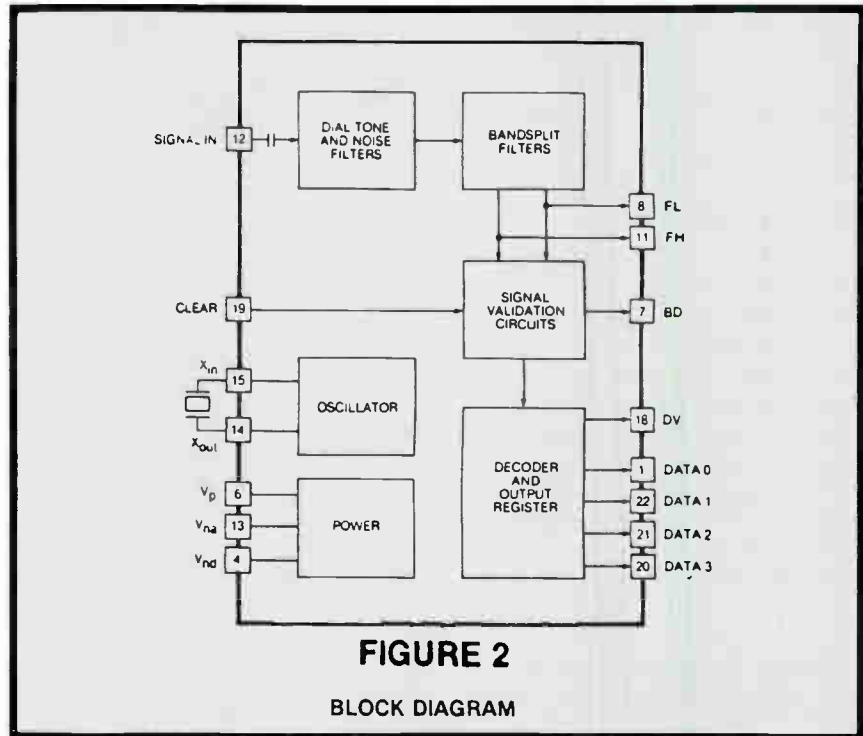 SIGNAL IN
12
DIAL TONE
AND NOISE
FILTERS
BANDSPLIT
FILTERS
8 FL
11 FH
CLEAR
19
SIGNAL
VALIDATION
CIRCUITS
7 BD
Xin
15
14
Xout
OSCILLATOR
Vp
6
Vna
13
Vnd
4
POWER
DECODER
AND
OUTPUT
REGISTER
18 DV
1 DATA 0
22 DATA 1
21 DATA 2
20 DATA 3
FIGURE 2
BLOCK DIAGRAM